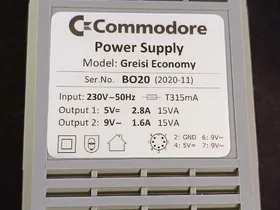 Commodore
Power Supply
Model: Greisi Economy
Ser.No. BO20 (2020-11)
Input: 230V~50Hz T315mA
Output 1: 5V= 2.8A 15VA
Output 2: 9V~ 1.6A 15VA
2: GND 6: 9V~
4: 5V= 7: 9V~